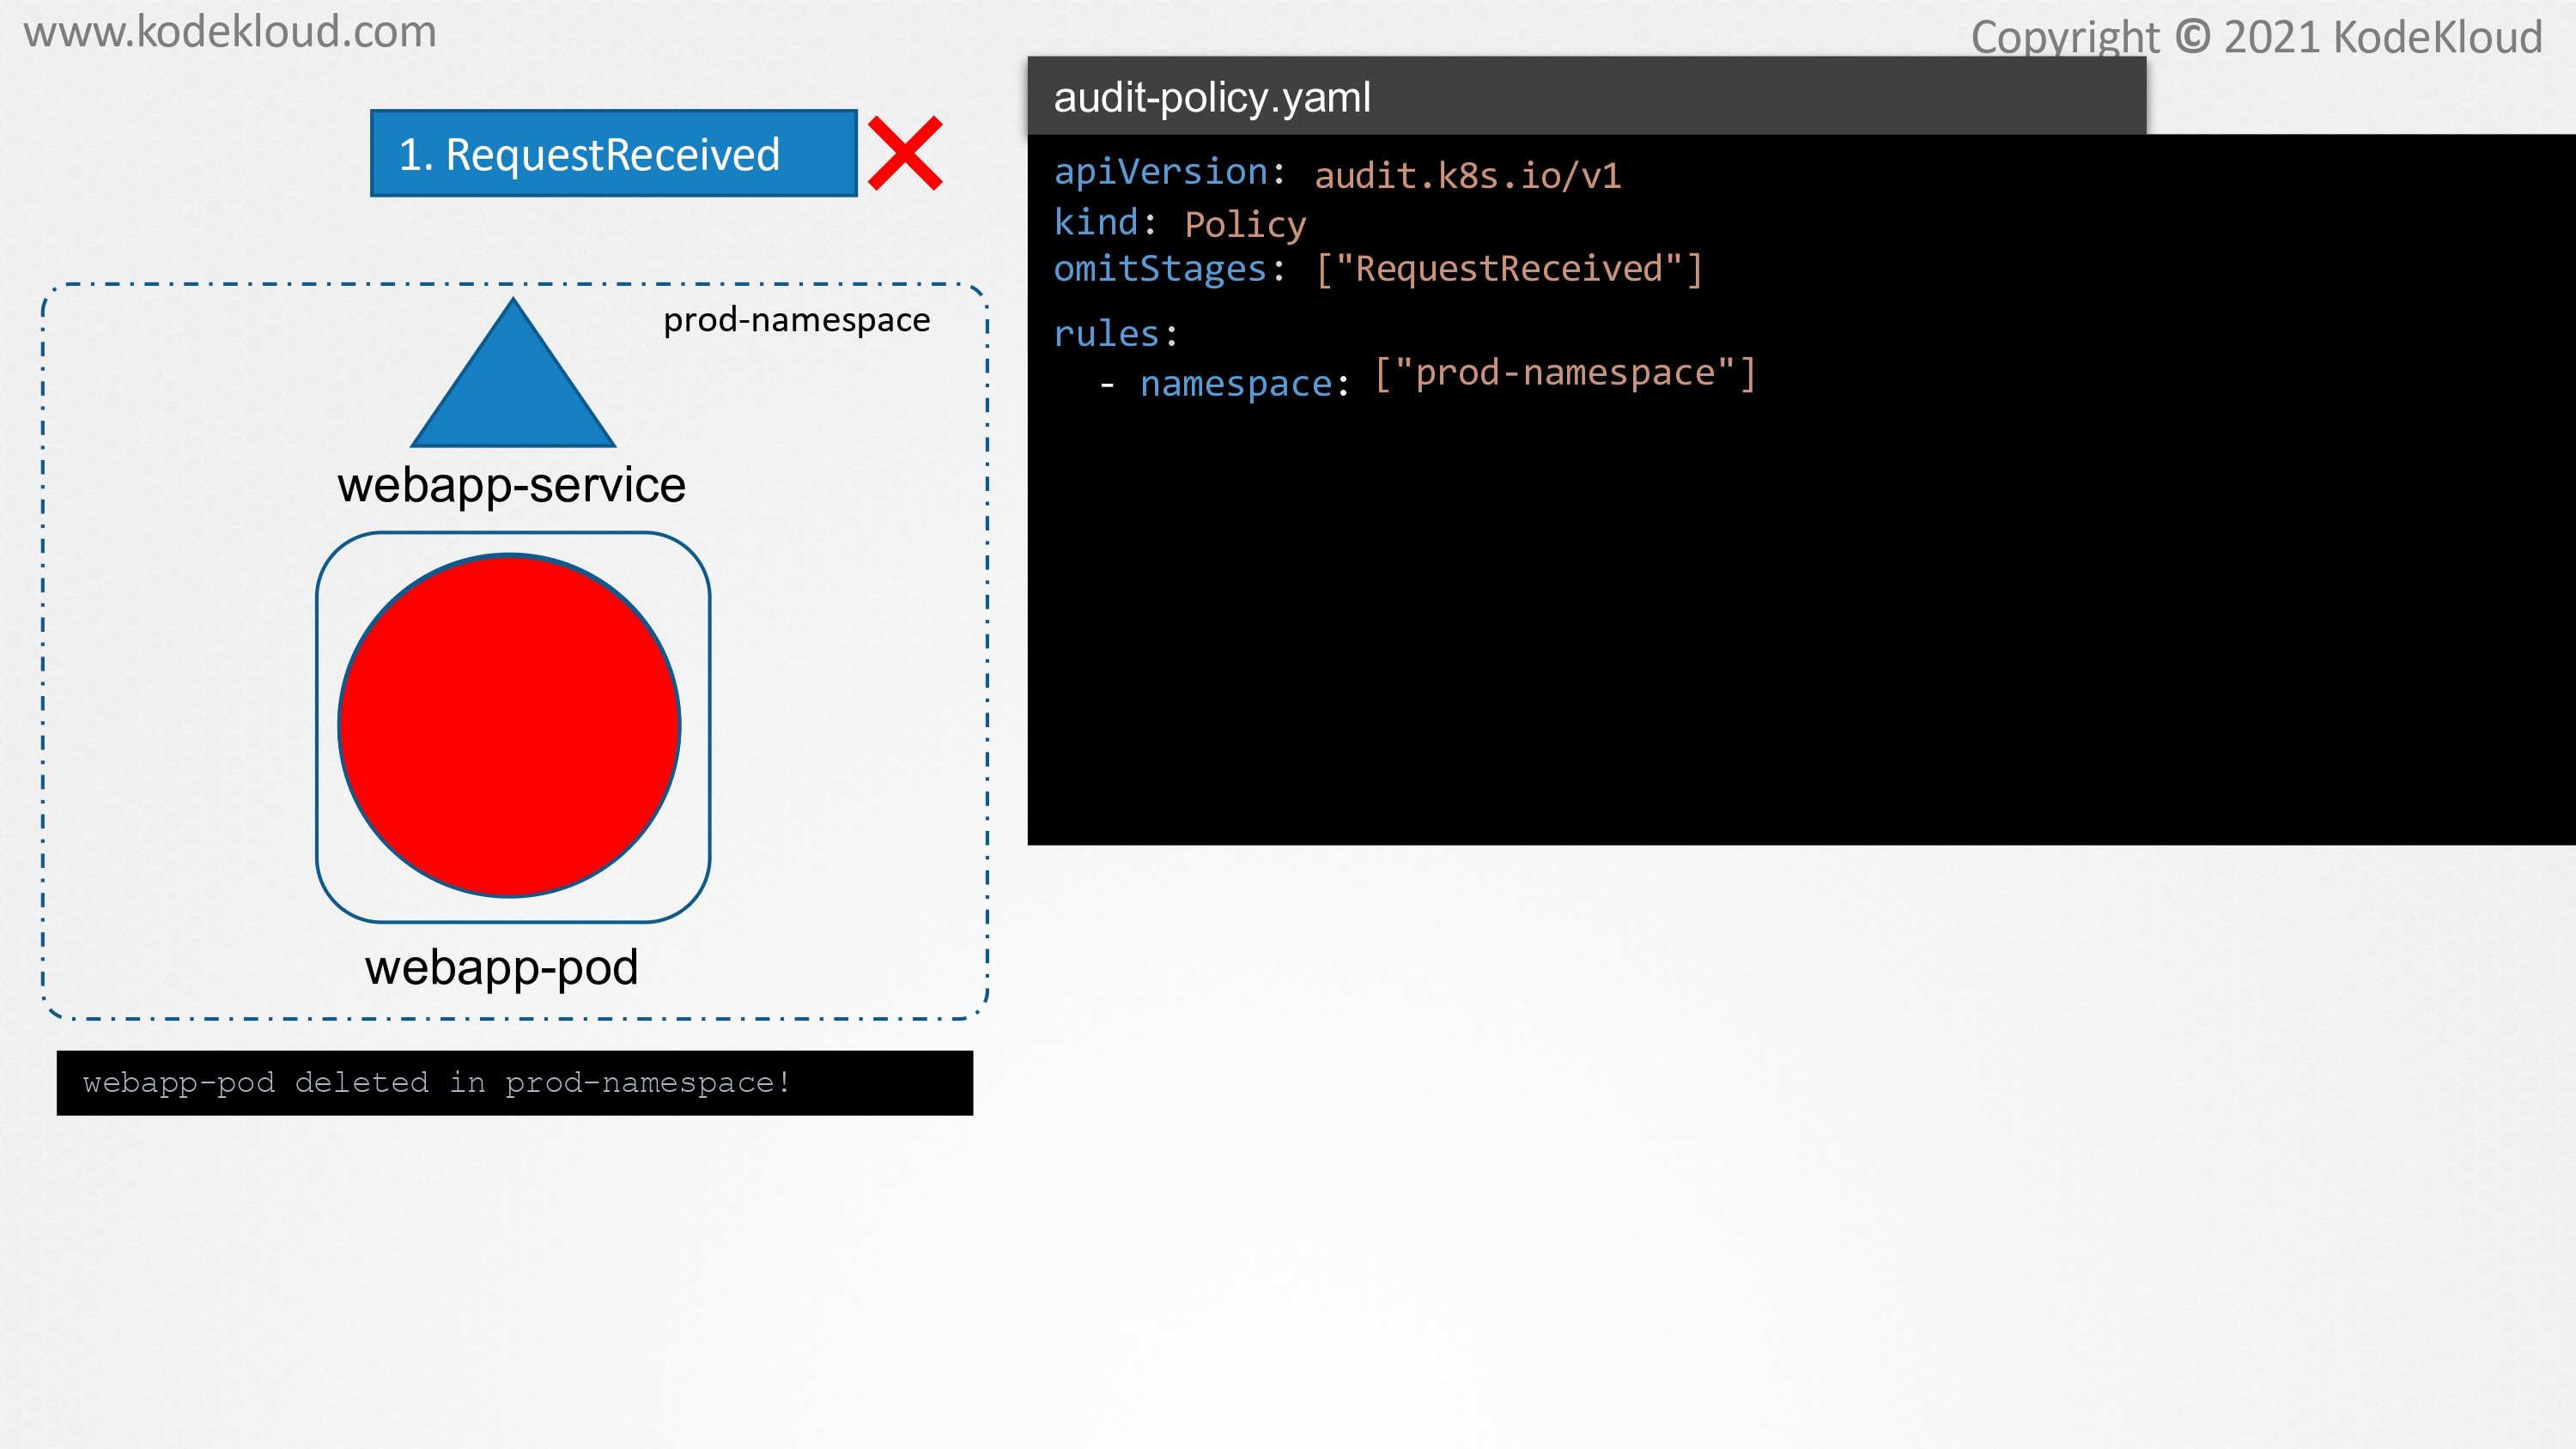 www.kodekloud.com
Copyright © 2021 KodeKloud
1. RequestReceived
prod-namespace
webapp-service
webapp-pod
webapp-pod deleted in prod-namespace!
audit-policy.yaml
apiVersion: audit.k8s.io/v1
kind: Policy
omitStages: ["RequestReceived"]
rules:
  - namespace: ["prod-namespace"]